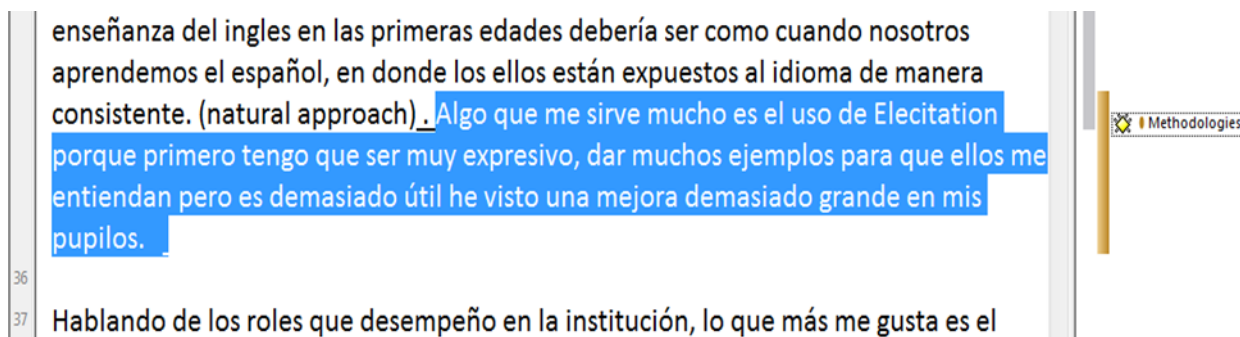 enseñanza del ingles en las primeras edades debería ser como cuando nosotros
aprendemos el español, en donde los ellos están expuestos al idioma de manera
consistente. (natural approach) . Algo que me sirve mucho es el uso de Elecitation
porque primero tengo que ser muy expresivo, dar muchos ejemplos para que ellos me
entiendan pero es demasiado útil he visto una mejora demasiado grande en mis
pupilos.
Methodologies
36
37 Hablando de los roles que desempeño en la institución, lo que más me gusta es el